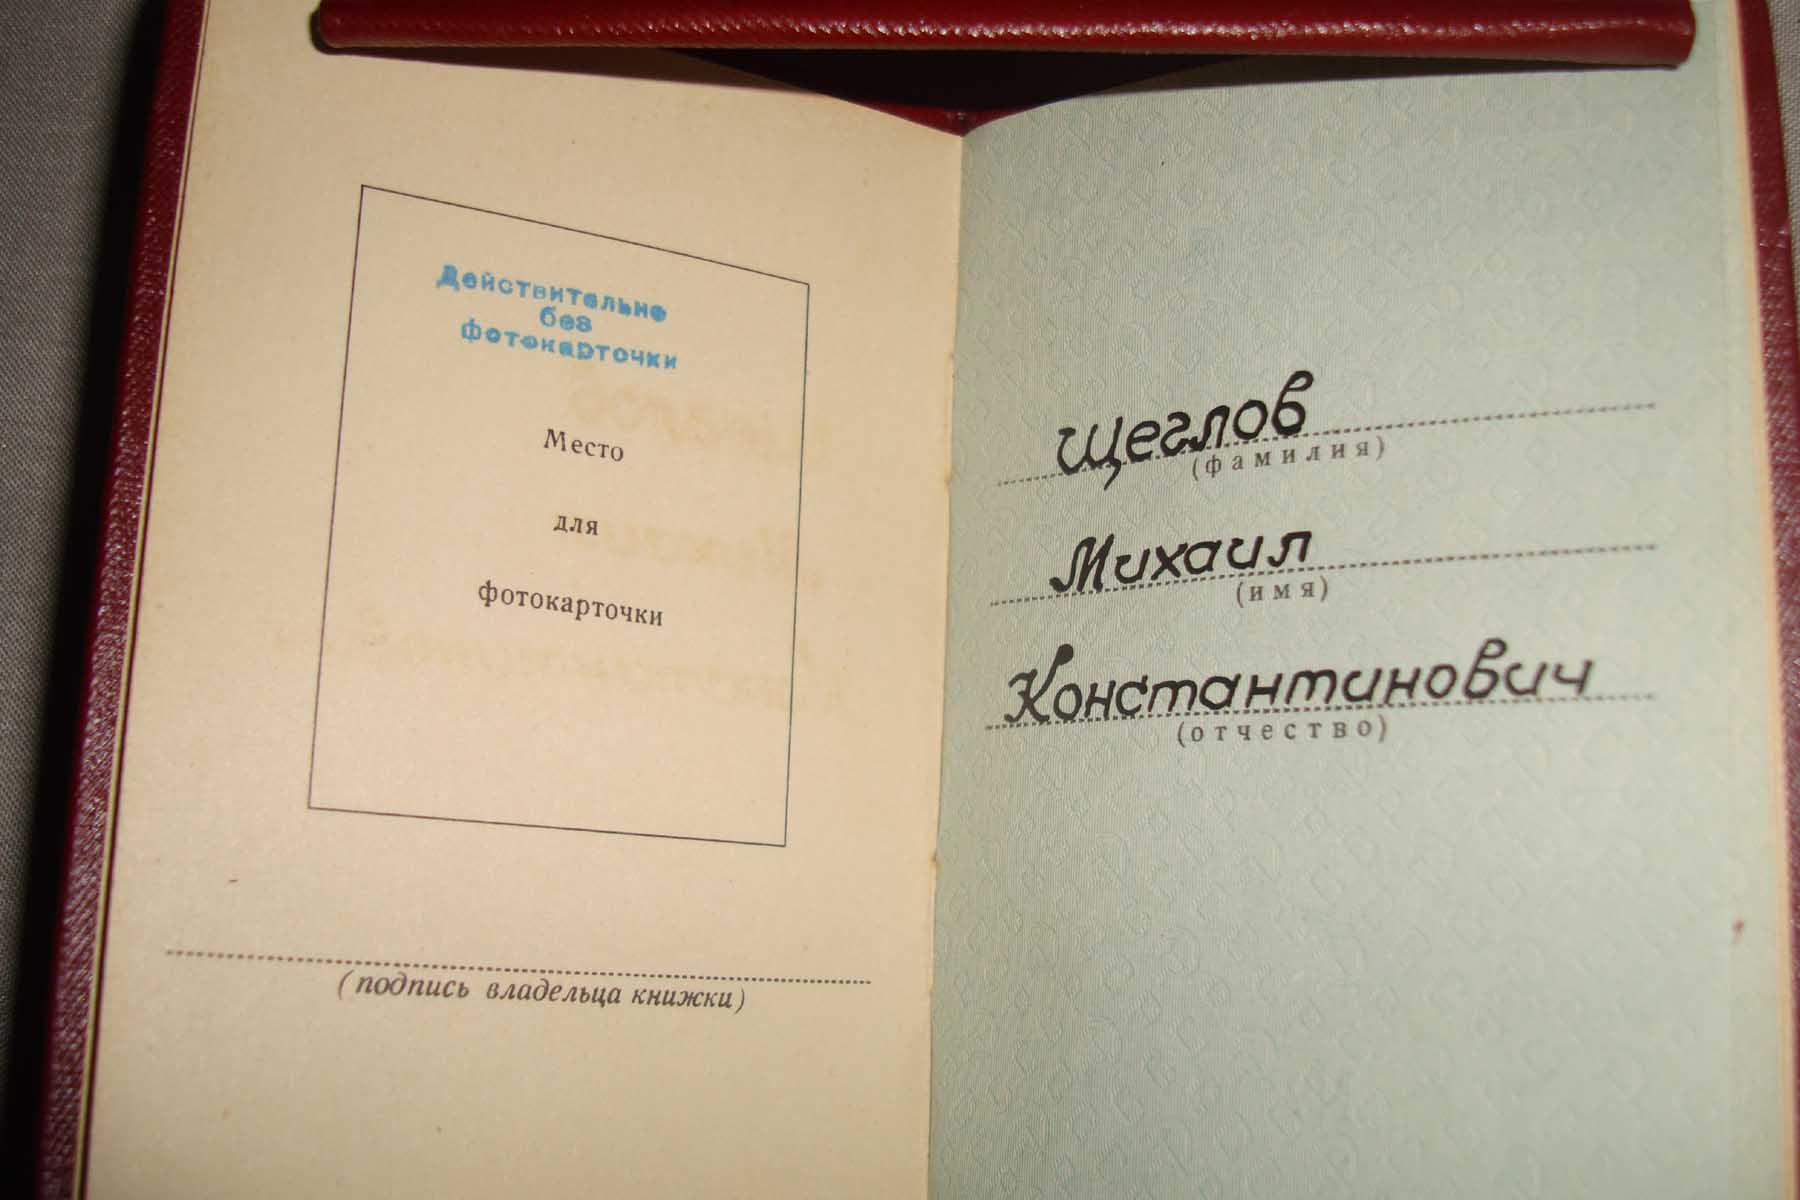 Действительно
без
фотокарточки
Место
для
фотокарточки
(подпись владельца книжки)
Щеглов
(фамилия)
Михаил
(имя)
Константинович
(отчество)